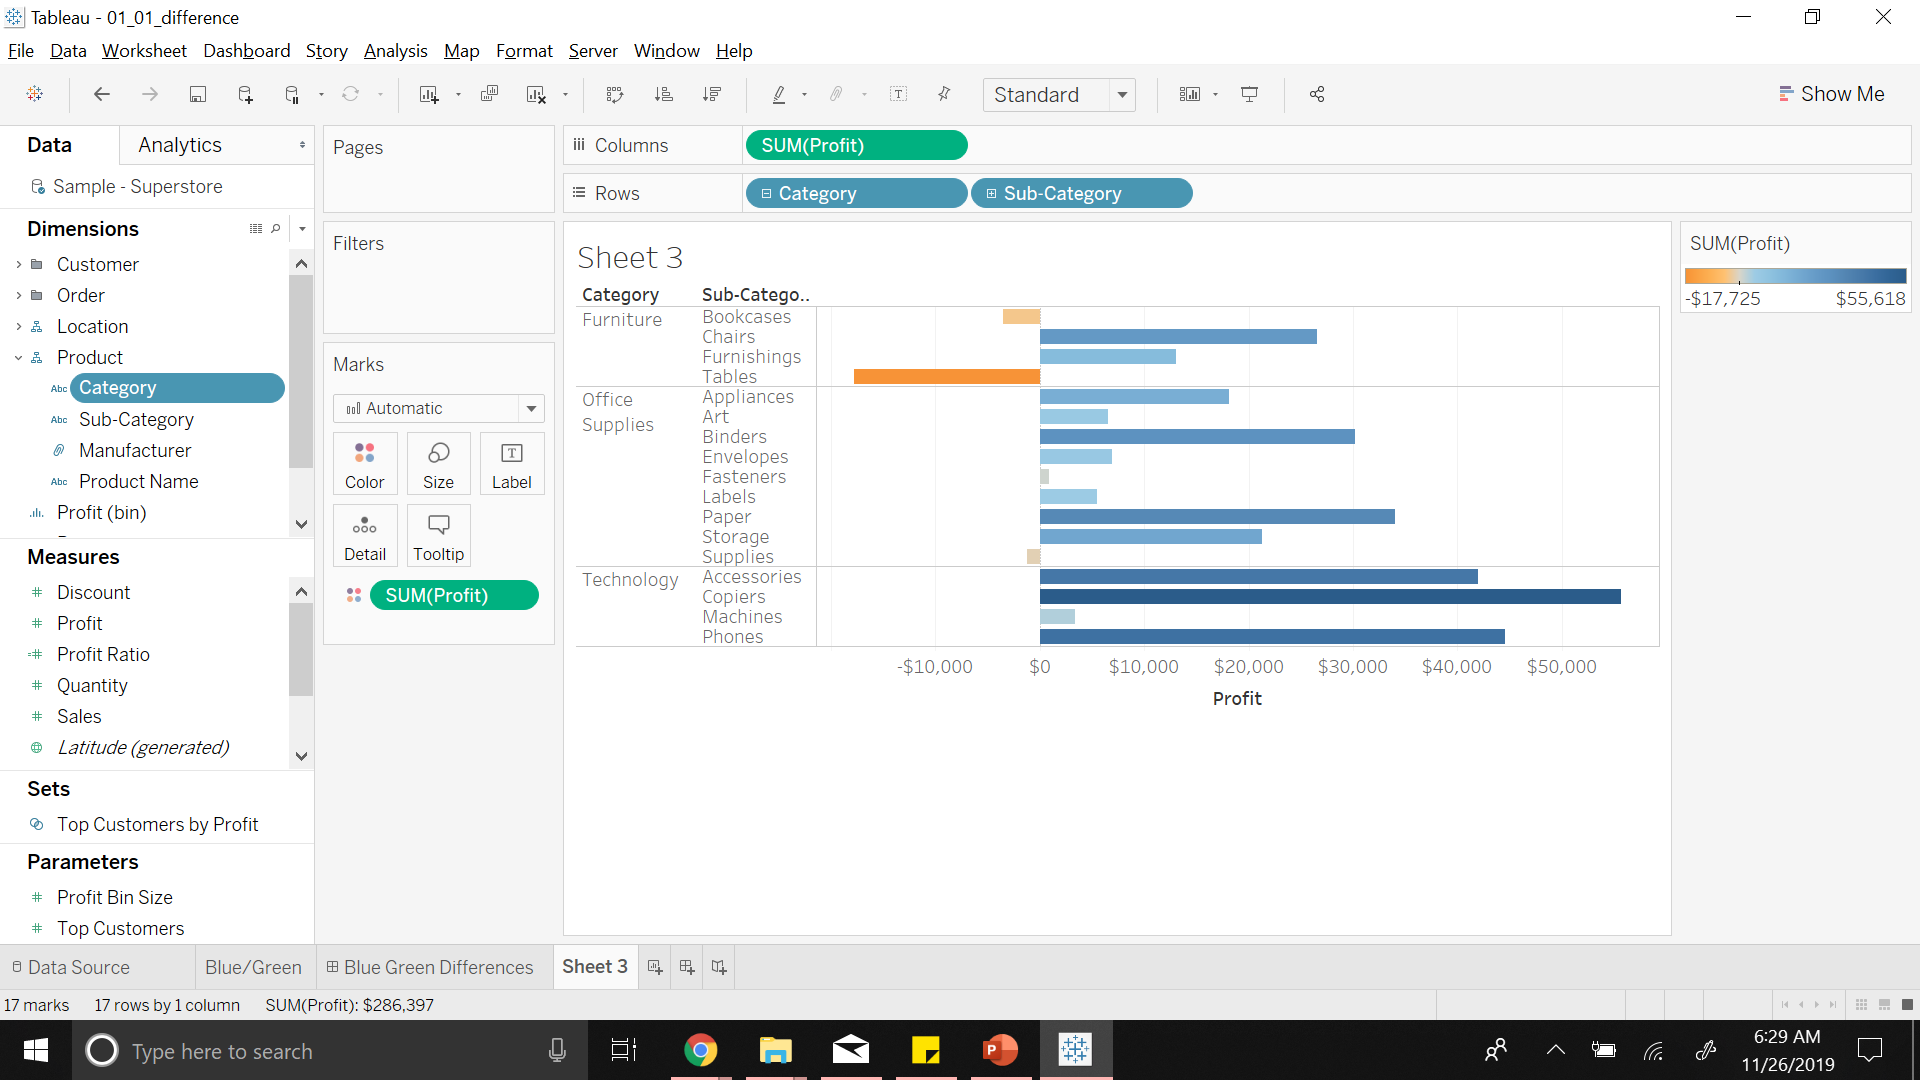 Tableau - 01_01_difference
File Data Worksheet Dashboard Story Analysis Map Format Server Window Help
Standard
Show Me
Data
Analytics
Sample - Superstore
Dimensions
Customer
Order
Location
Product
Abc Category
Abc Sub-Category
Manufacturer
Abc Product Name
Profit (bin)
Measures
# Discount
# Profit
=# Profit Ratio
# Quantity
# Sales
Latitude (generated)
Sets
Top Customers by Profit
Parameters
# Profit Bin Size
# Top Customers
Pages
Filters
Marks
Automatic
Color
Size
T
Label
Detail
Tooltip
SUM(Profit)
Columns
SUM(Profit)
Rows
Category
Sub-Category
Sheet 3
Category
Sub-Catego..
Furniture
Bookcases
Chairs
Furnishings
Tables
Office
Supplies
Appliances
Art
Binders
Envelopes
Fasteners
Labels
Paper
Storage
Supplies
Technology
Accessories
Copiers
Machines
Phones
-$10,000 $0 $10,000 $20,000 $30,000 $40,000 $50,000
Profit
SUM(Profit)
-$17,725 $55,618
Data Source
Blue/Green
Blue Green Differences
Sheet 3
17 marks 17 rows by 1 column SUM(Profit): $286,397
Type here to search
P
6:29 AM
11/26/2019